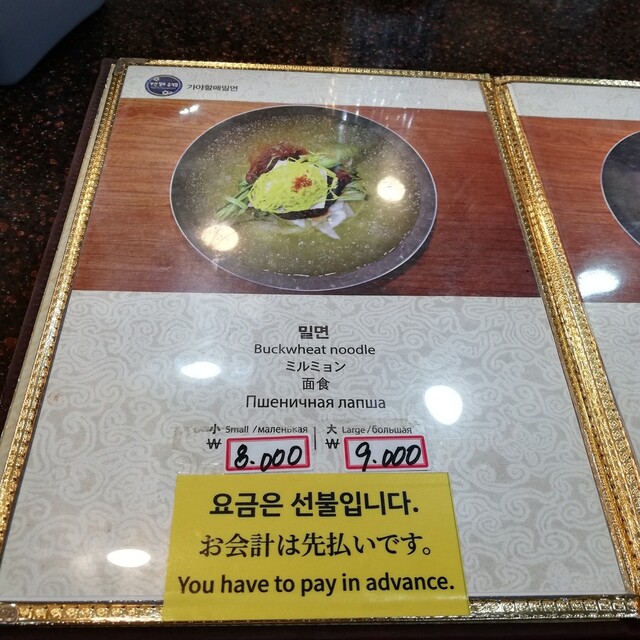 가야할매밀면
밀면
Buckwheat noodle
ミルミョン
面食
Пшеничная лапша
小 Small /маленькая | 大 Large/большая
₩ 8.000 ₩ 9.000
요금은 선불입니다.
お会計は先払いです。
You have to pay in advance.